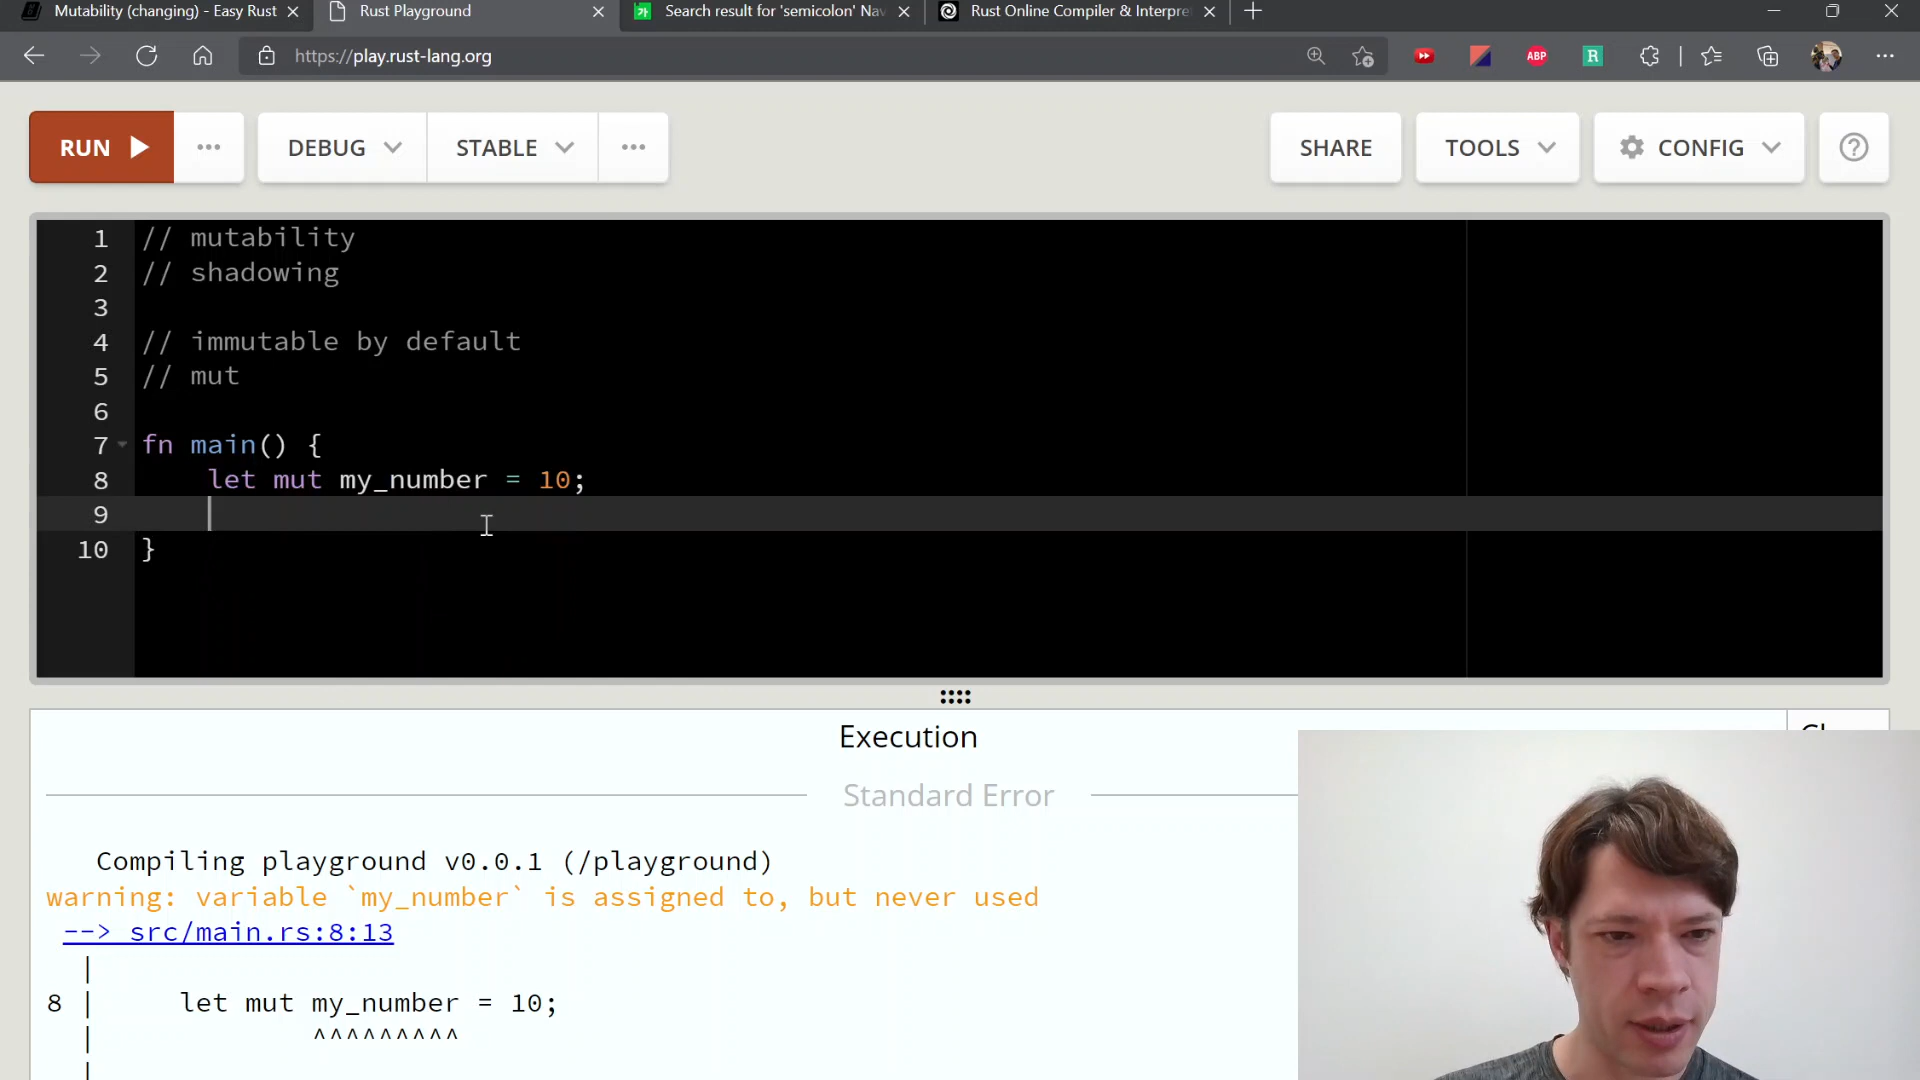 Mutability (changing) - Easy Rust
Rust Playground
Search result for 'semicolon' Na
Rust Online Compiler & Interpre
https://play.rust-lang.org
ABP
R
RUN
DEBUG
STABLE
SHARE
TOOLS
CONFIG
1 // mutability
2 // shadowing
3
4 // immutable by default
5 // mut
6
7 fn main() {
8 let mut my_number = 10;
9
10 }
Execution
Standard Error
Compiling playground v0.0.1 (/playground)
warning: variable `my_number` is assigned to, but never used
--> src/main.rs:8:13
|
8 | let mut my_number = 10;
| ^^^^^^^^^
|